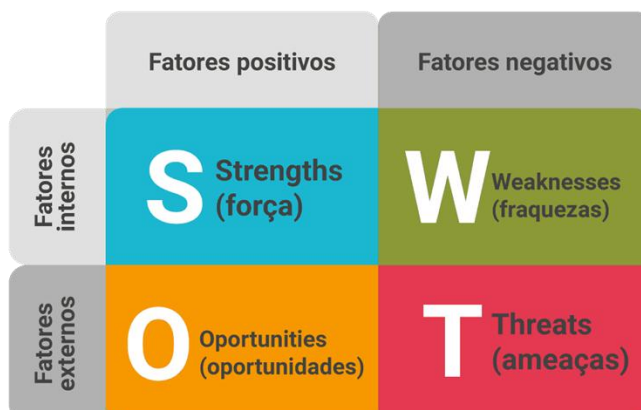 Fatores positivos
Fatores negativos
Fatores
internos
S
Strengths
(força)
W
Weaknesses
(fraquezas)
Fatores
externos
O
Oportunities
(oportunidades)
T
Threats
(ameaças)